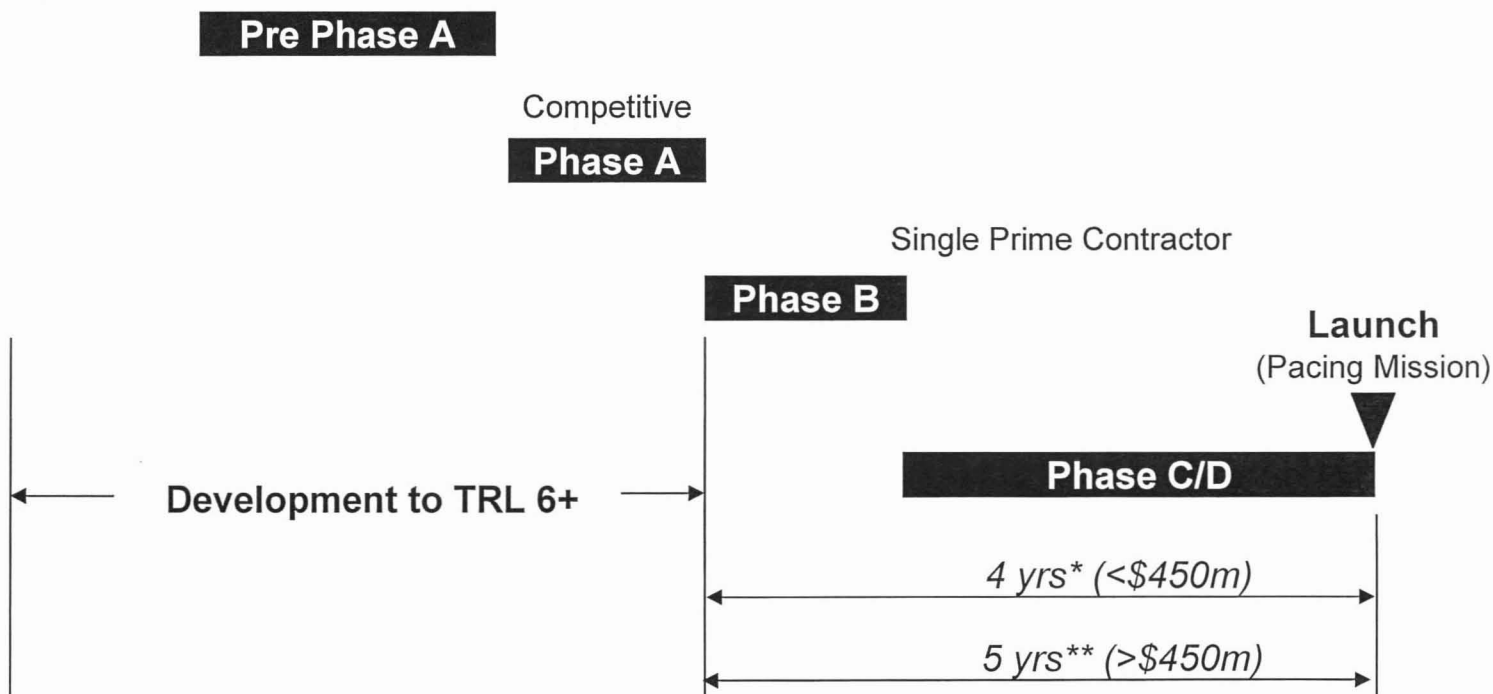 Pre Phase A
Competitive
Phase A
Single Prime Contractor
Phase B
Launch
(Pacing Mission)
Phase C/D
Development to TRL 6+
4 yrs* (<$450m)
5 yrs** (>$450m)